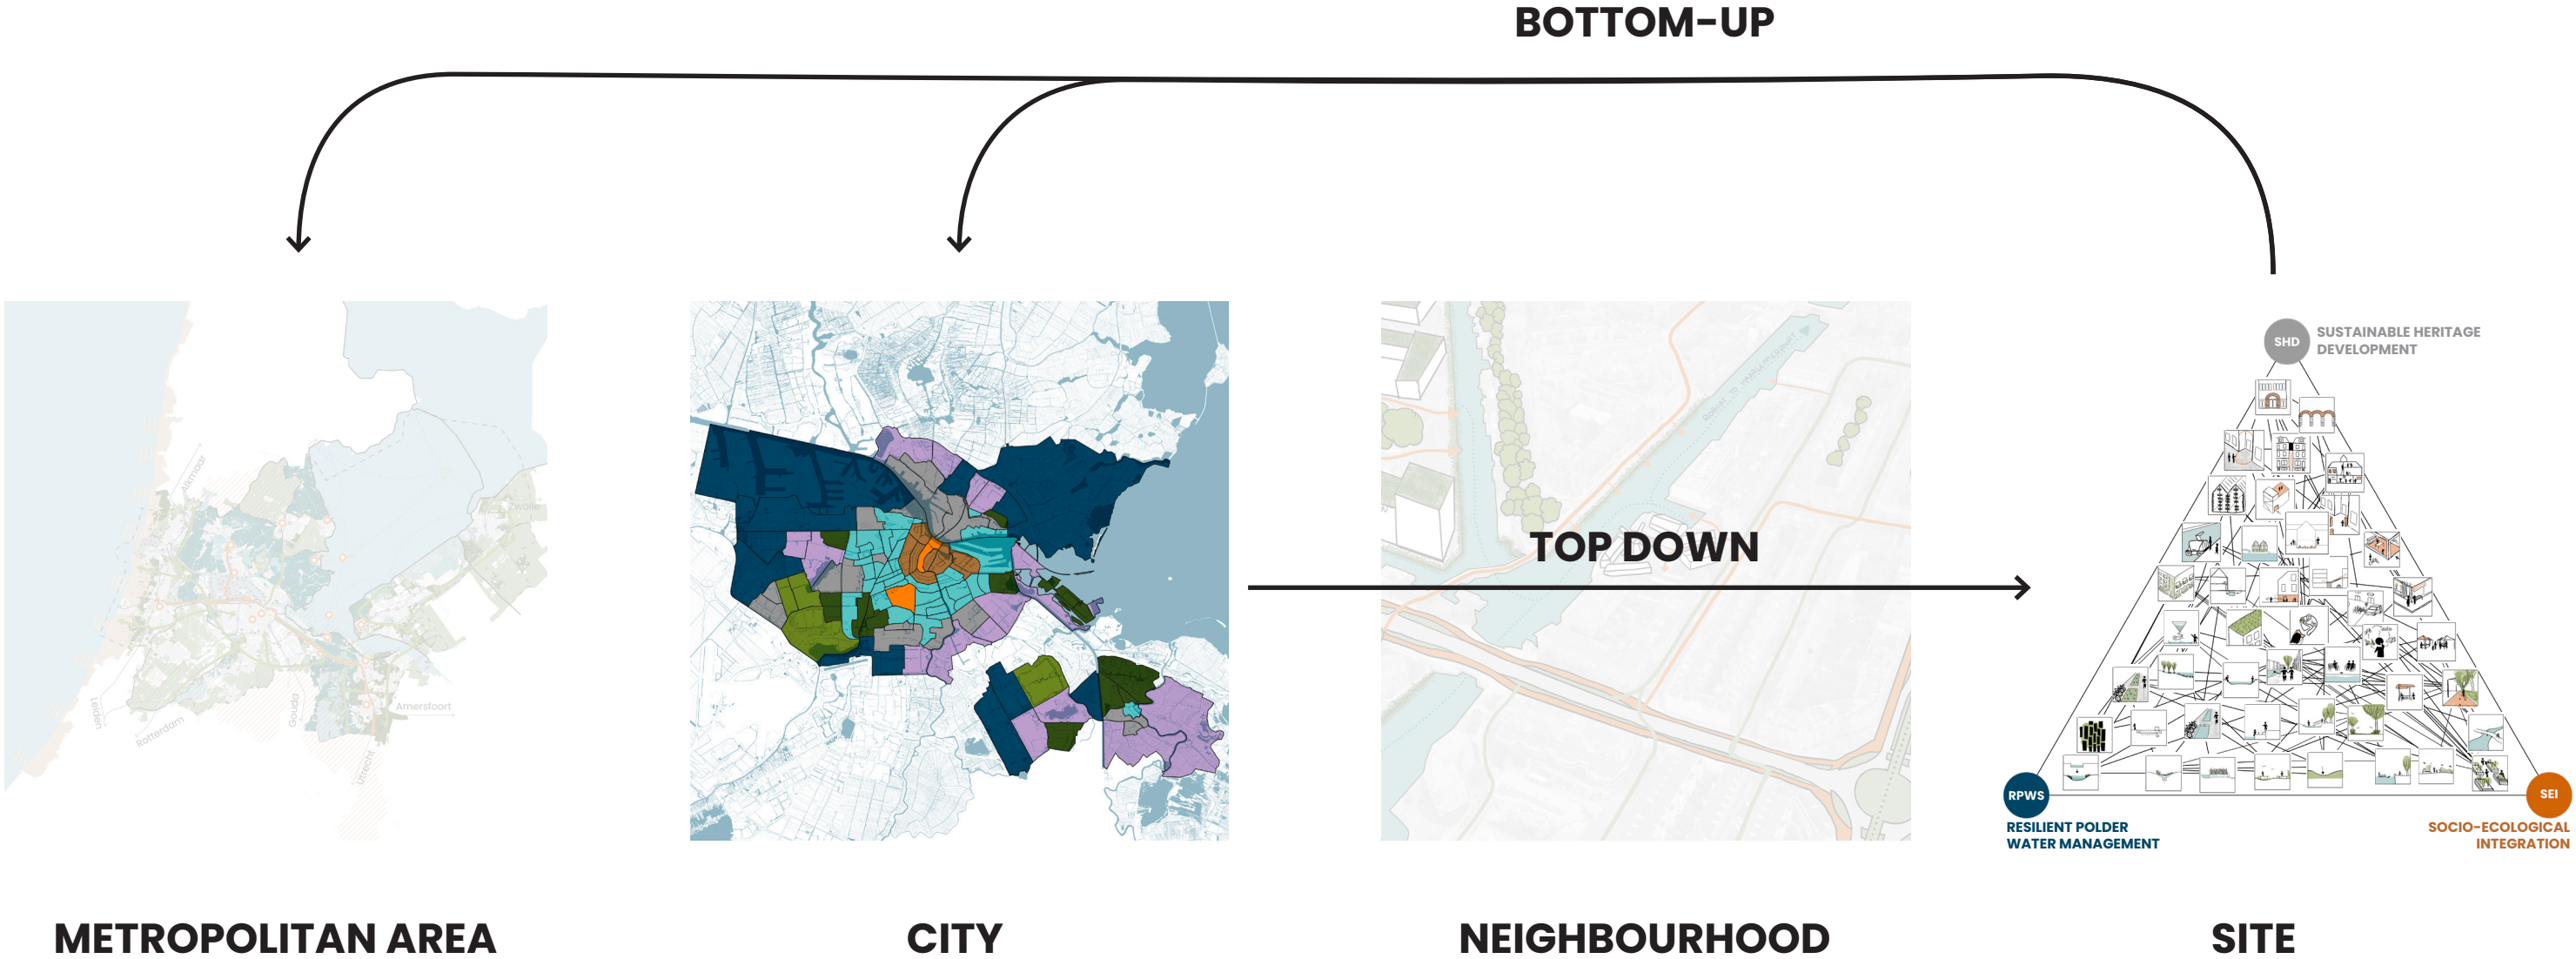 BOTTOM-UP
SHD
SUSTAINABLE HERITAGE
DEVELOPMENT
Alkmaar
Zwolle
Leiden
Rotterdam
Gouda
Utrecht
Amersfoort
TOP DOWN
RPWS
SEI
RESILIENT POLDER
WATER MANAGEMENT
SOCIO-ECOLOGICAL
INTEGRATION
METROPOLITAN AREA
CITY
NEIGHBOURHOOD
SITE